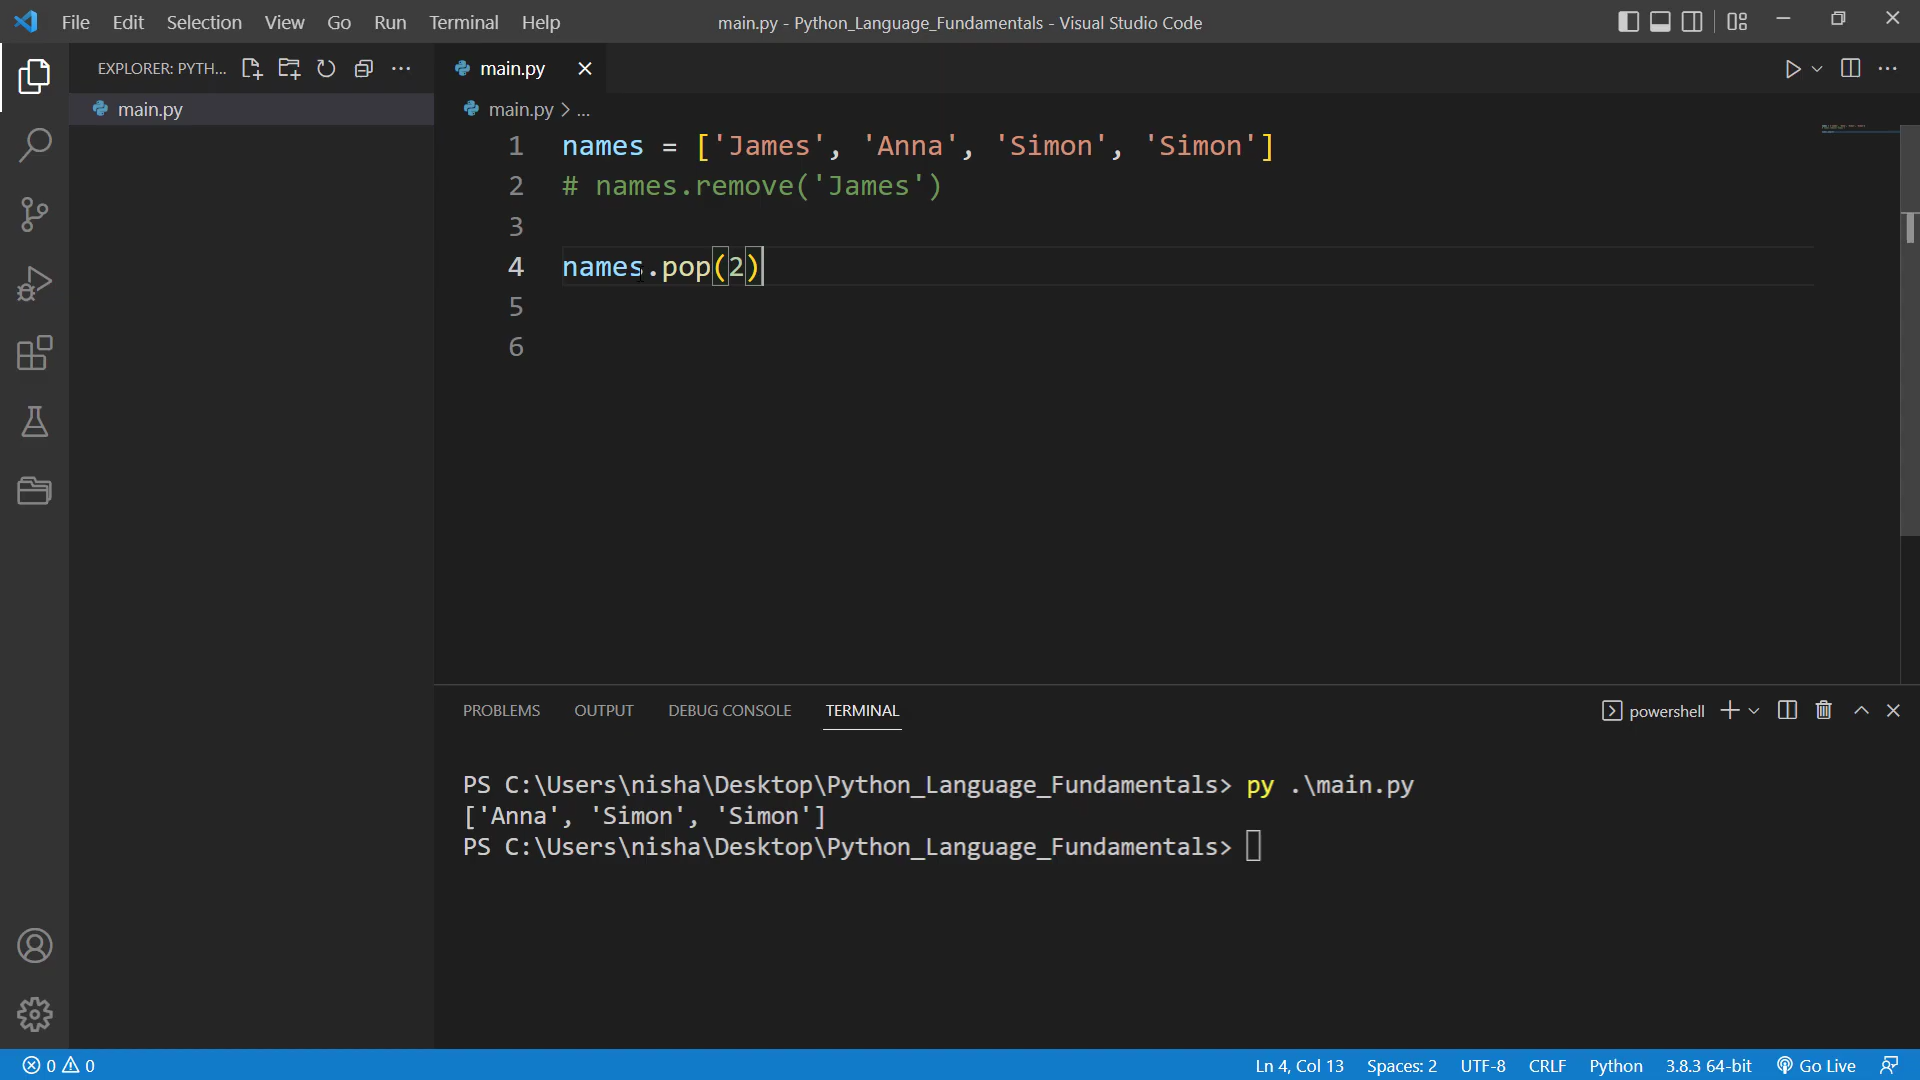 File Edit Selection View Go Run Terminal Help
main.py - Python_Language_Fundamentals - Visual Studio Code
EXPLORER: PYTH...
main.py
main.py
main.py > ...
1 names = ['James', 'Anna', 'Simon', 'Simon']
2 # names.remove('James')
3
4 names.pop(2)
5
6
PROBLEMS OUTPUT DEBUG CONSOLE TERMINAL
powershell
PS C:\Users\nisha\Desktop\Python_Language_Fundamentals> py .\main.py
['Anna', 'Simon', 'Simon']
PS C:\Users\nisha\Desktop\Python_Language_Fundamentals>
0 0 Ln 4, Col 13 Spaces: 2 UTF-8 CRLF Python 3.8.3 64-bit Go Live